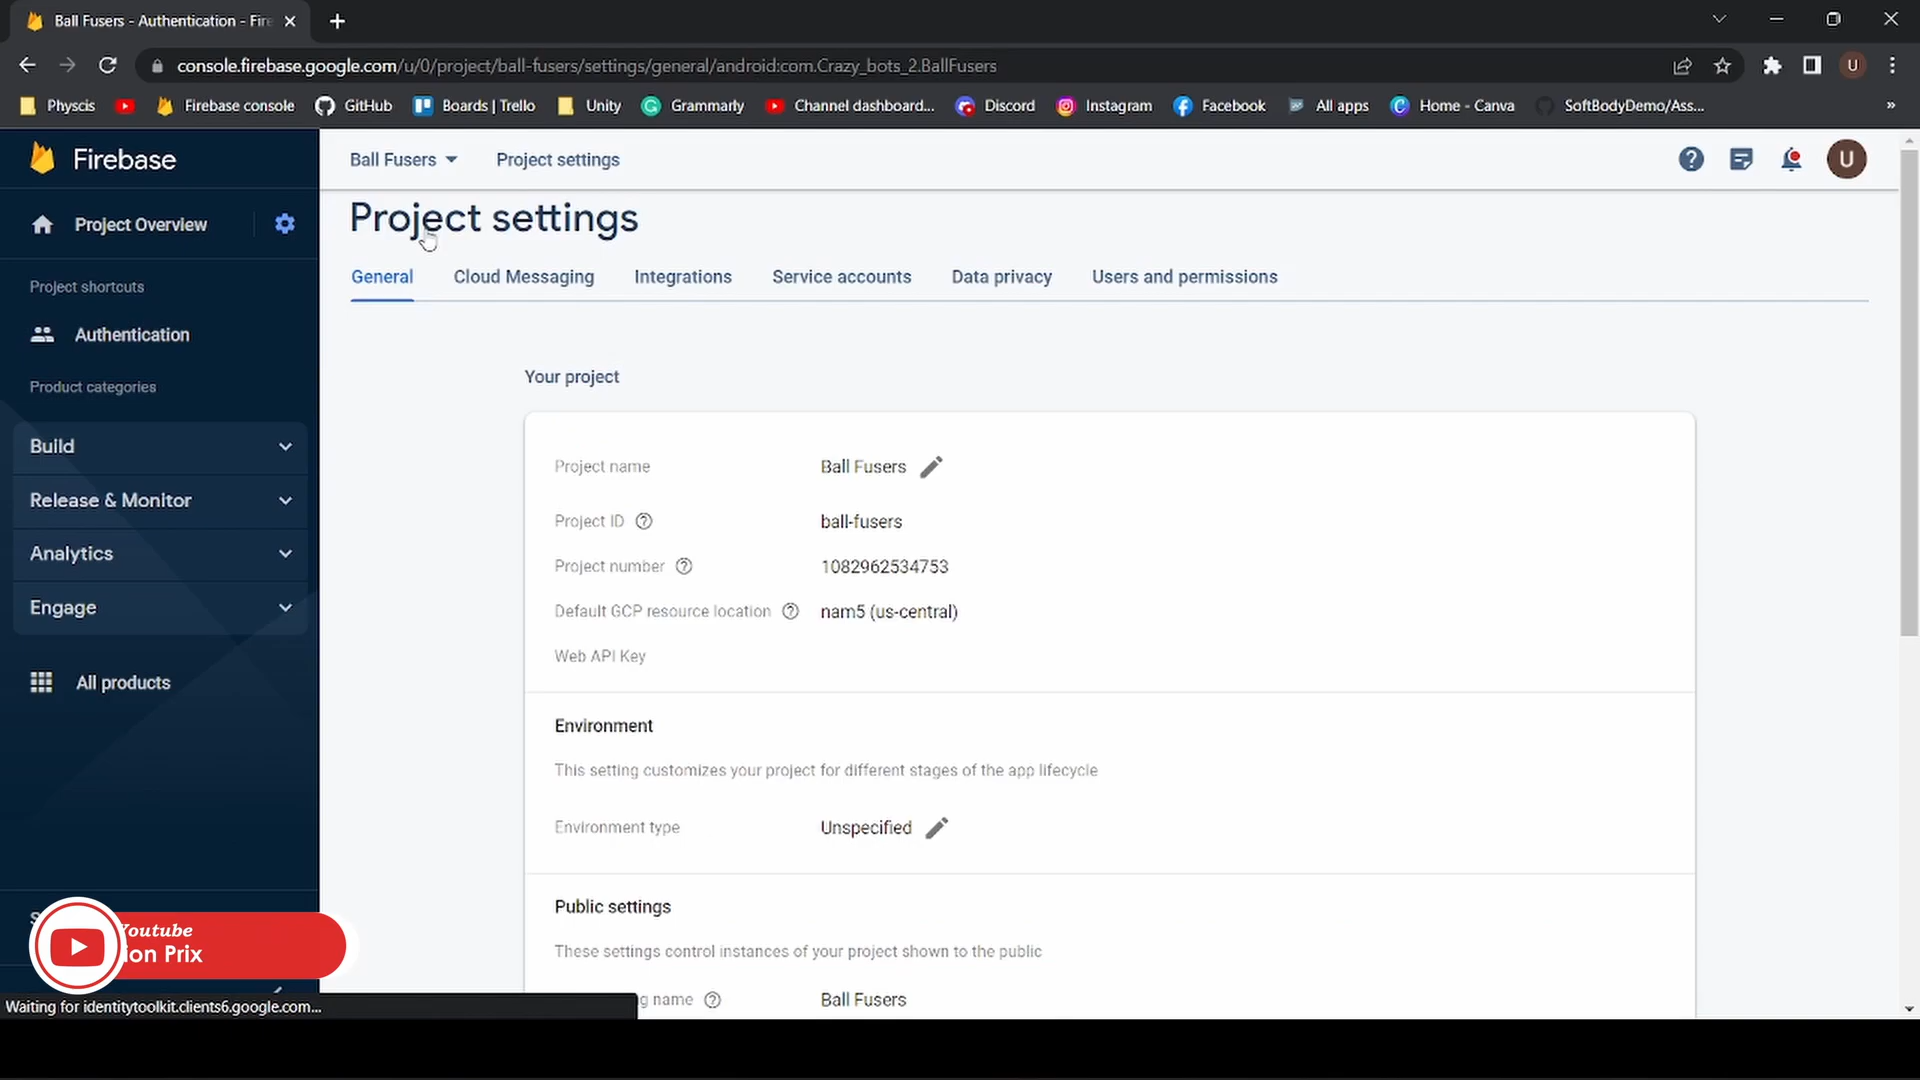 Ball Fusers - Authentication - Fire
console.firebase.google.com/u/0/project/ball-fusers/settings/general/android:com.Crazy_bots_2.BallFusers
U
Physcis
Firebase console
GitHub
Boards | Trello
Unity
Grammarly
Channel dashboard...
Discord
Instagram
Facebook
All apps
Home - Canva
SoftBodyDemo/Ass...
»
Firebase
Ball Fusers
Project settings
U
Project Overview
Project settings
General
Cloud Messaging
Integrations
Service accounts
Data privacy
Users and permissions
Project shortcuts
Authentication
Product categories
Build
Release & Monitor
Analytics
Engage
All products
Your project
Project name
Ball Fusers
Project ID
ball-fusers
Project number
1082962534753
Default GCP resource location
nam5 (us-central)
Web API Key
Environment
This setting customizes your project for different stages of the app lifecycle
Environment type
Unspecified
Public settings
These settings control instances of your project shown to the public
name
Ball Fusers
Youtube
ion Prix
Waiting for identitytoolkit.clients6.google.com...